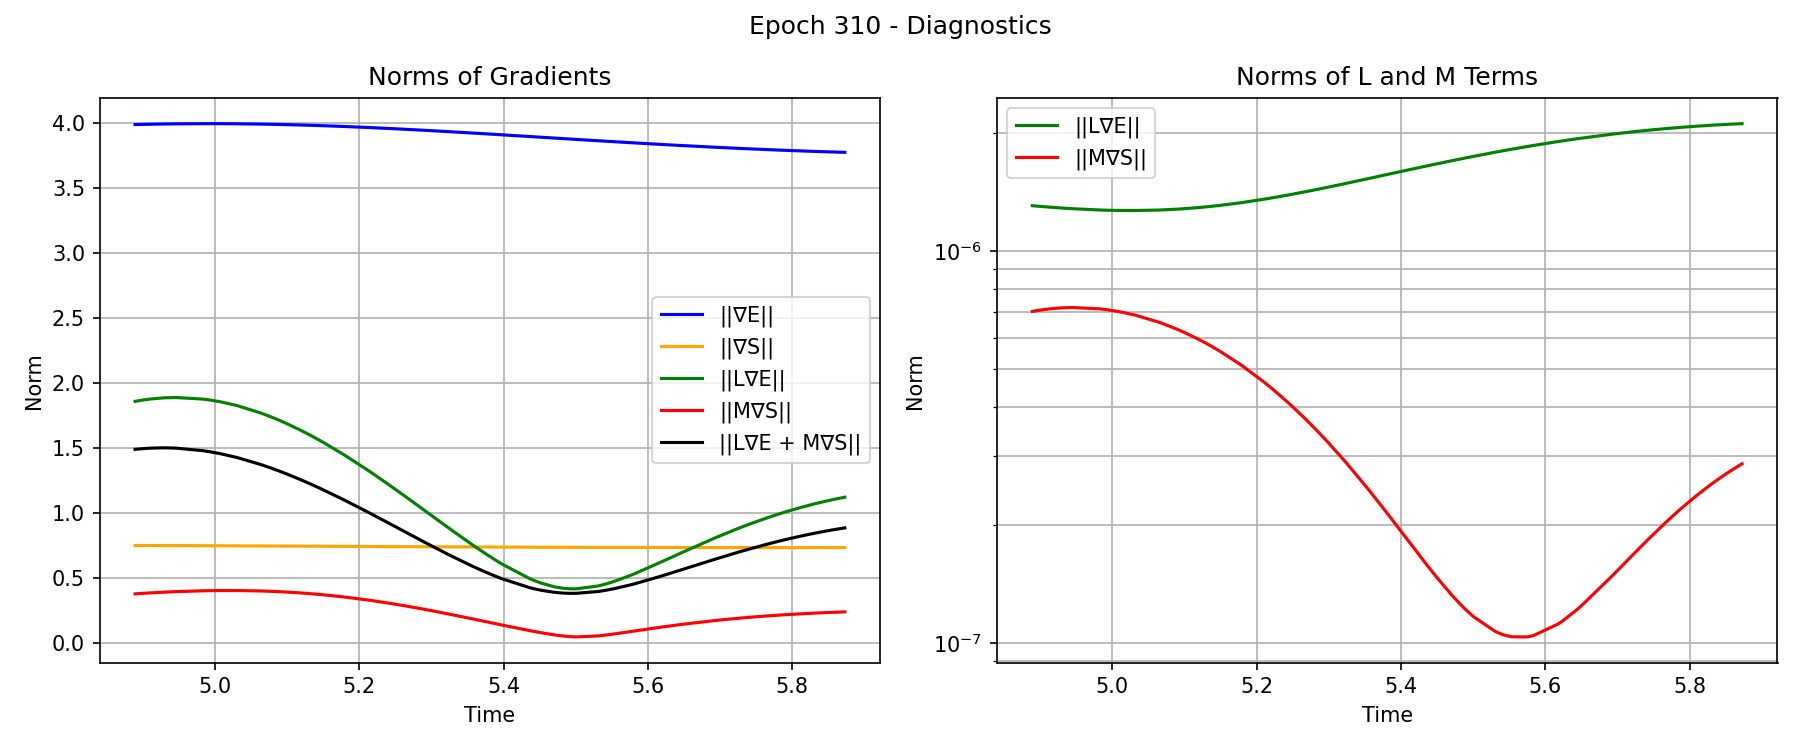 Epoch 310 - Diagnostics
Norms of Gradients
4.0
3.5
3.0
2.5
2.0
1.5
1.0
0.5
0.0
Norm
5.0 5.2 5.4 5.6 5.8
Time
||∇E||
||∇S||
||L∇E||
||M∇S||
||L∇E + M∇S||
Norms of L and M Terms
||L∇E||
||M∇S||
10⁻⁶
10⁻⁷
Norm
5.0 5.2 5.4 5.6 5.8
Time